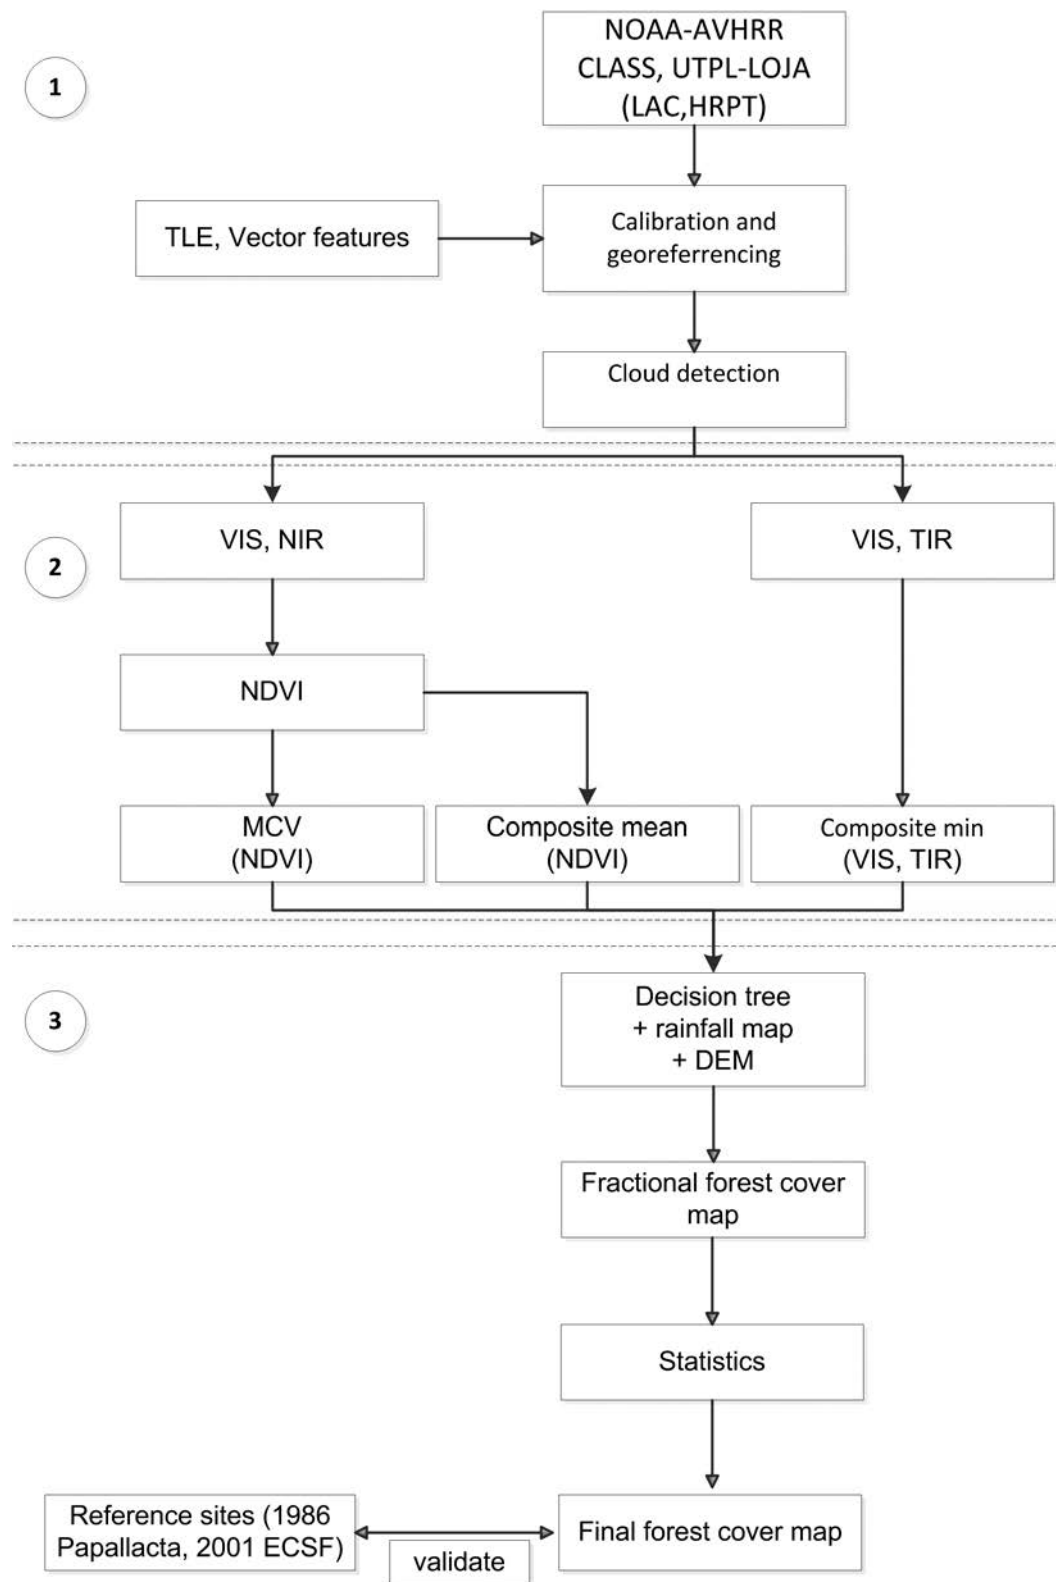 NOAA-AVHRR
CLASS, UTPL-LOJA
(LAC,HRPT)
1
TLE, Vector features
Calibration and
georeferrencing
Cloud detection
2
VIS, NIR
VIS, TIR
NDVI
MCV
(NDVI)
Composite mean
(NDVI)
Composite min
(VIS, TIR)
3
Decision tree
+ rainfall map
+ DEM
Fractional forest cover
map
Statistics
Reference sites (1986
Papallacta, 2001 ECSF)
validate
Final forest cover map